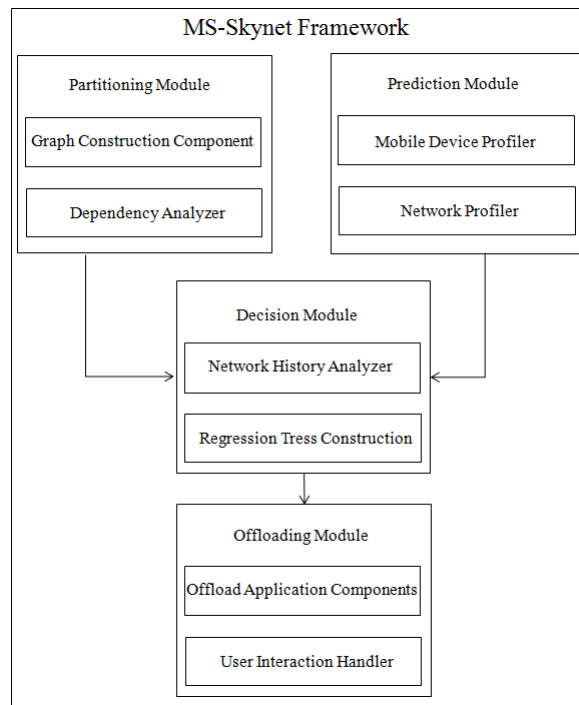 MS-Skynet Framework
Partitioning Module
Graph Construction Component
Dependency Analyzer
Prediction Module
Mobile Device Profiler
Network Profiler
Decision Module
Network History Analyzer
Regression Tress Construction
Offloading Module
Offload Application Components
User Interaction Handler